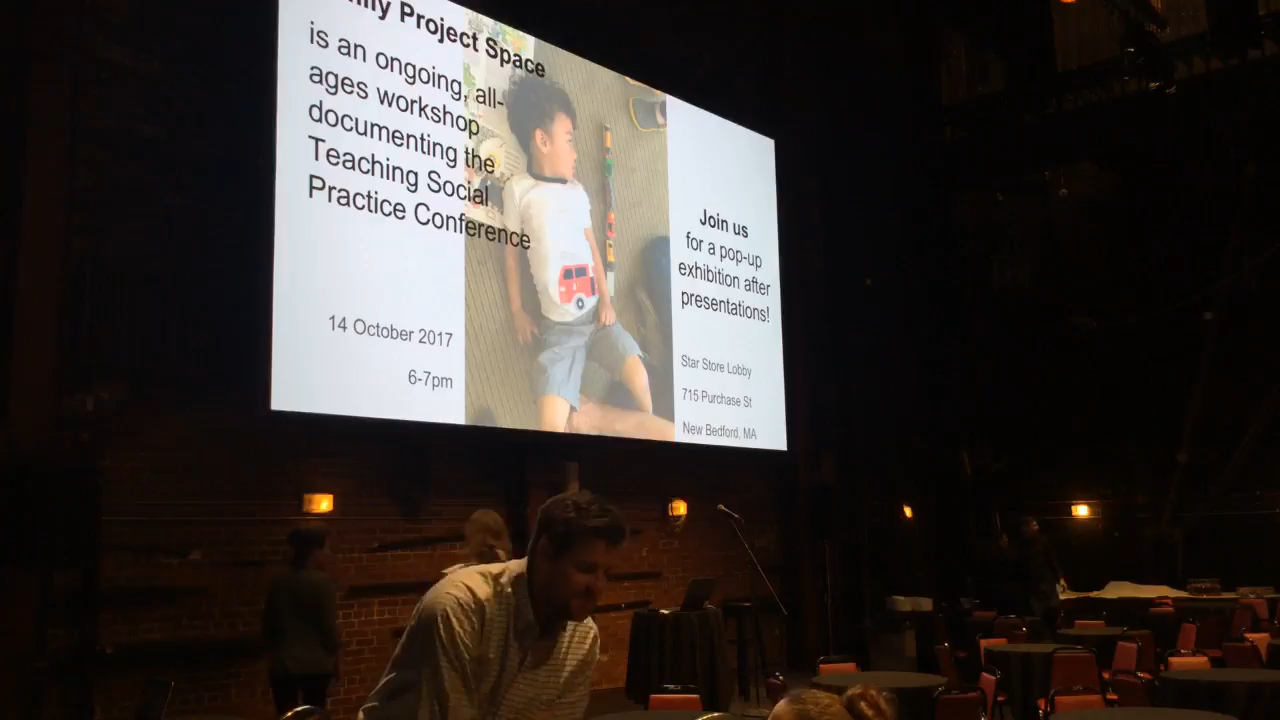 Project Space
is an ongoing, all-
ages workshop
documenting the
Teaching Social
Practice Conference
14 October 2017
6-7pm
Join us
for a pop-up
exhibition after
presentations!
Star Store Lobby
715 Purchase St
New Bedford, MA